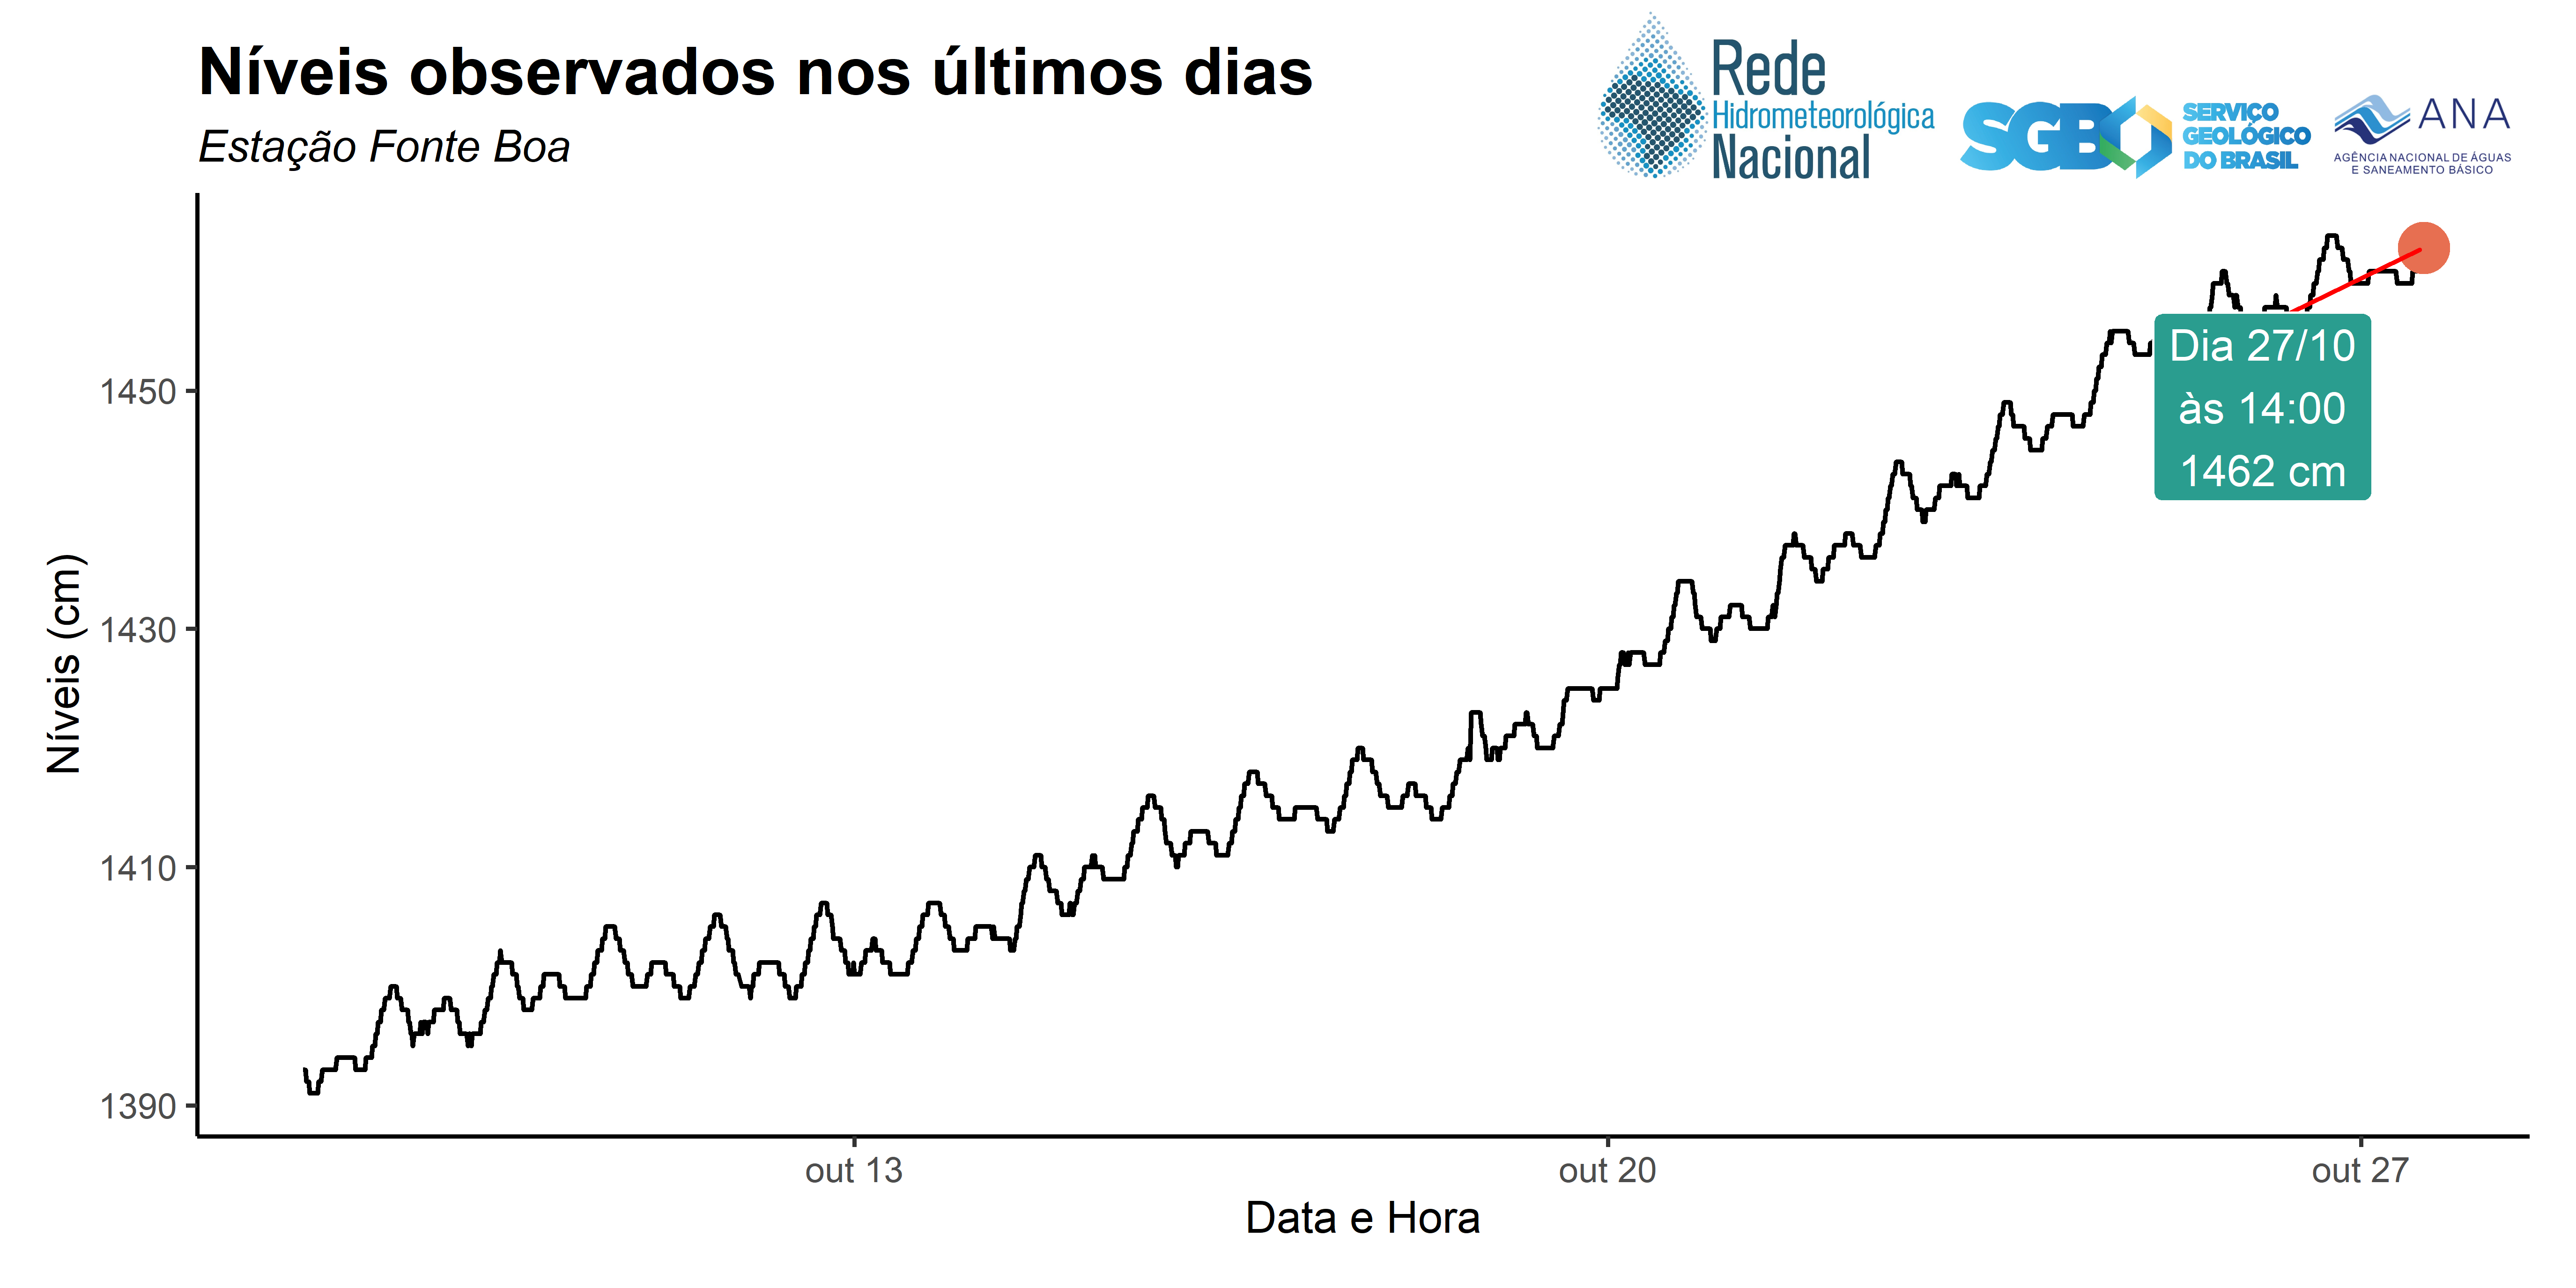 Níveis observados nos últimos dias
Estação Fonte Boa
Rede
Hidrometeorológica
Nacional
SGB
SERVIÇO
GEOLÓGICO
DO BRASIL
ANA
AGÊNCIA NACIONAL DE ÁGUAS
E SANEAMENTO BÁSICO
Níveis (cm)
1450
1430
1410
1390
Dia 27/10
às 14:00
1462 cm
out 13
out 20
out 27
Data e Hora